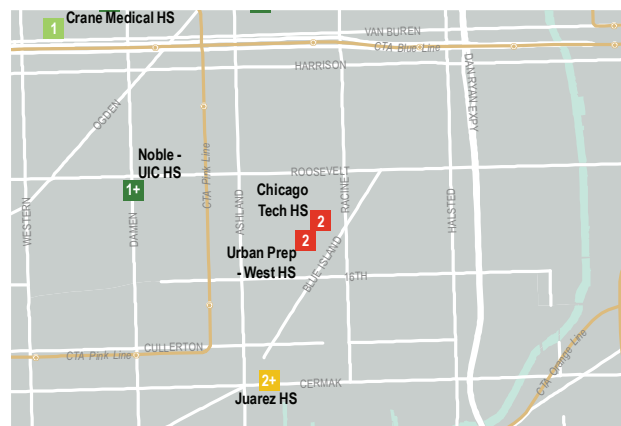 Crane Medical HS
1
VAN BUREN
CTA Blue Line
HARRISON
OGDEN
DAN RYAN EXPY
Noble -
UIC HS
1+
CTA Pink Line
ROOSEVELT
Chicago
Tech HS
2
RACINE
WESTERN
DAMEN
ASHLAND
HALSTED
2
Urban Prep
- West HS
BLUE ISLAND
16TH
CULLERTON
CTA Pink Line
2+
CERMAK
Juarez HS
CTA Orange Line